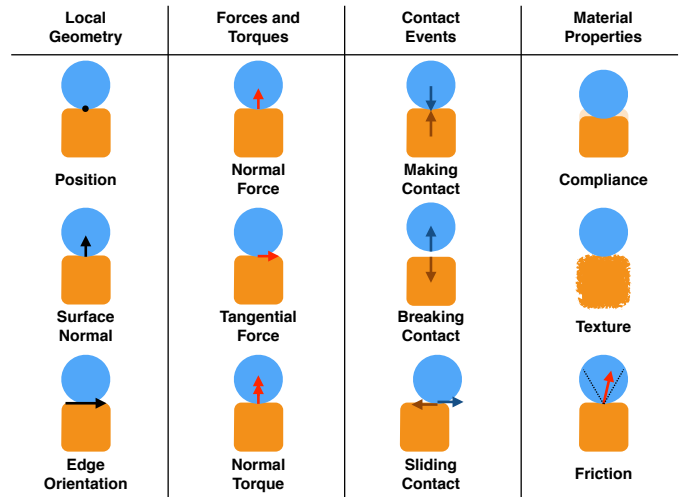 Local
Geometry
Forces and
Torques
Contact
Events
Material
Properties
Position
Normal
Force
Making
Contact
Compliance
Surface
Normal
Tangential
Force
Breaking
Contact
Texture
Edge
Orientation
Normal
Torque
Sliding
Contact
Friction